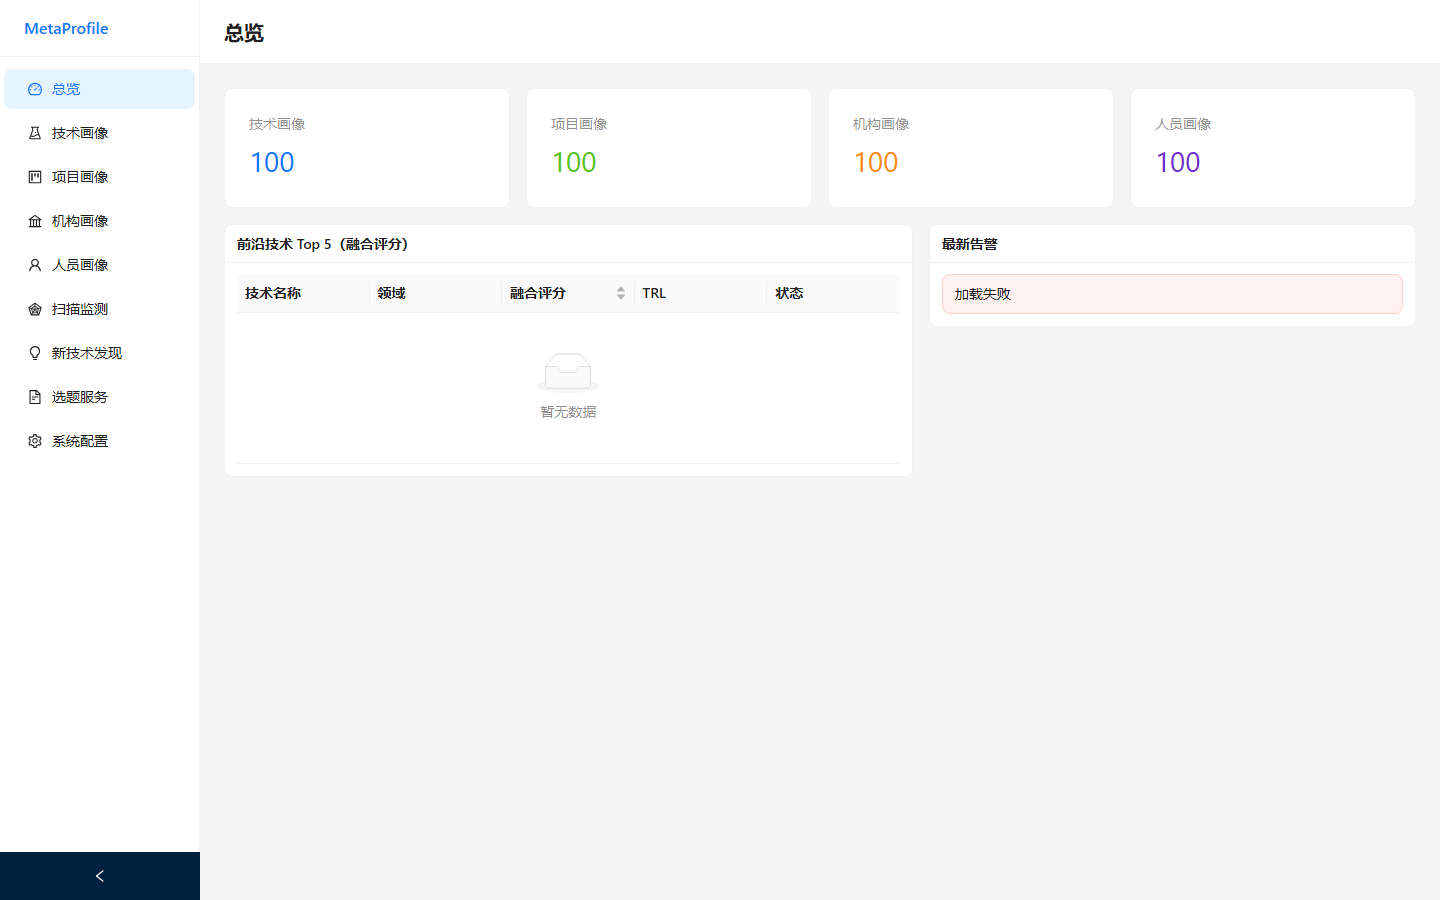 MetaProfile
总览
技术画像
项目画像
机构画像
人员画像
扫描监测
新技术发现
选题服务
系统配置
总览
技术画像
100
项目画像
100
机构画像
100
人员画像
100
前沿技术 Top 5（融合评分）
技术名称 领域 融合评分 TRL 状态
暂无数据
最新告警
加载失败